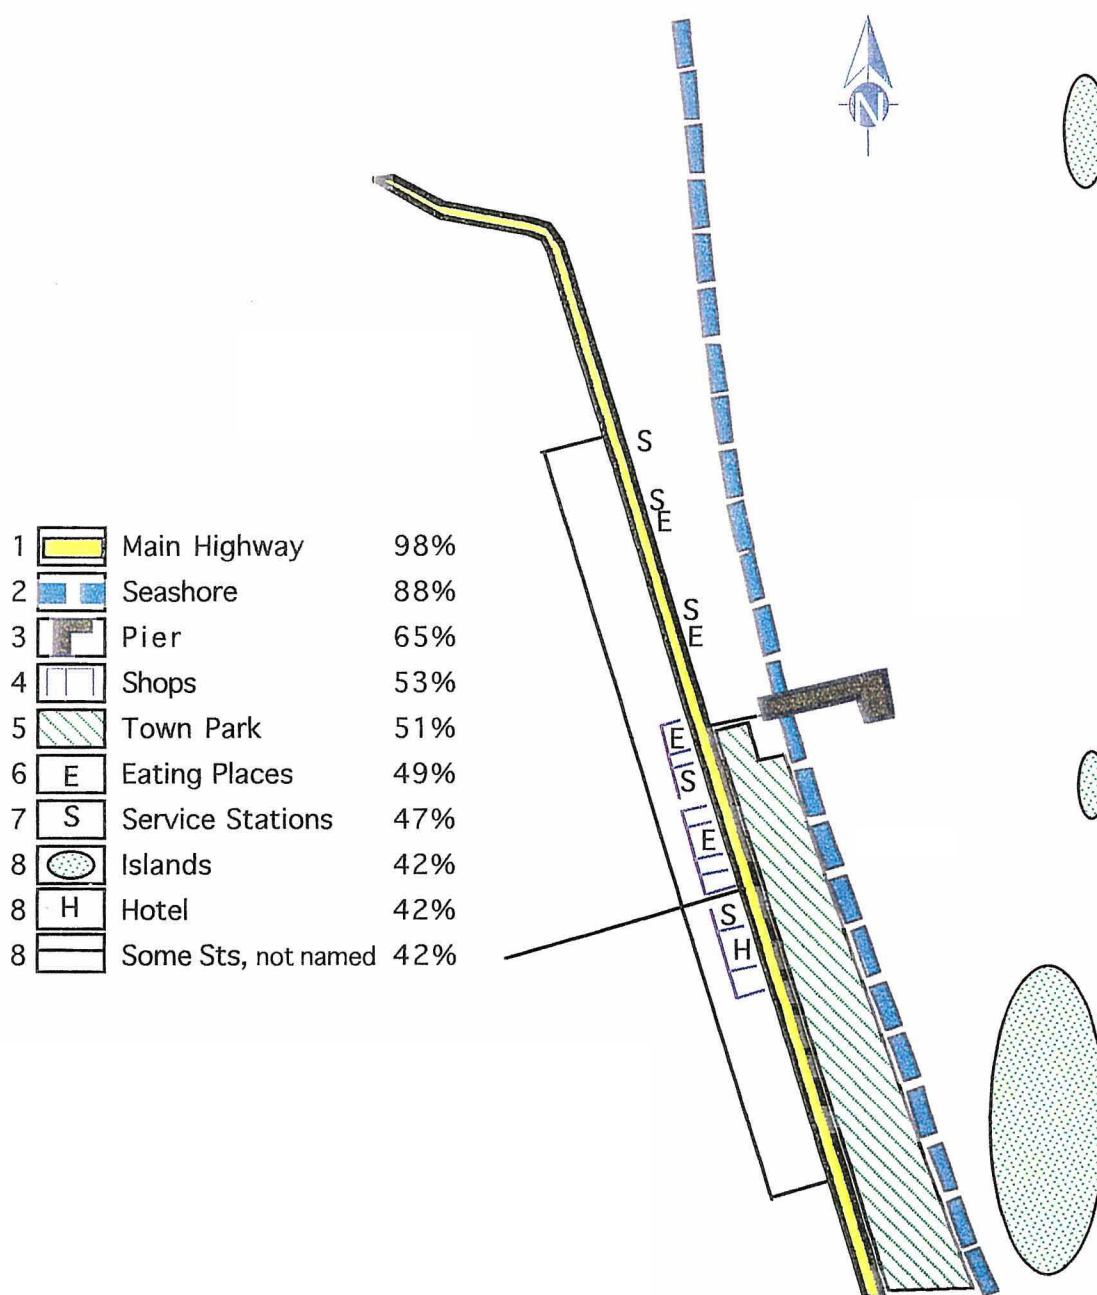 N
S
S
E
S
E
1 Main Highway 98%
2 Seashore 88%
3 Pier 65%
4 Shops 53%
5 Town Park 51%
6 E Eating Places 49%
7 S Service Stations 47%
8 Islands 42%
8 H Hotel 42%
8 Some Sts, not named 42%
E
S
E
S
H